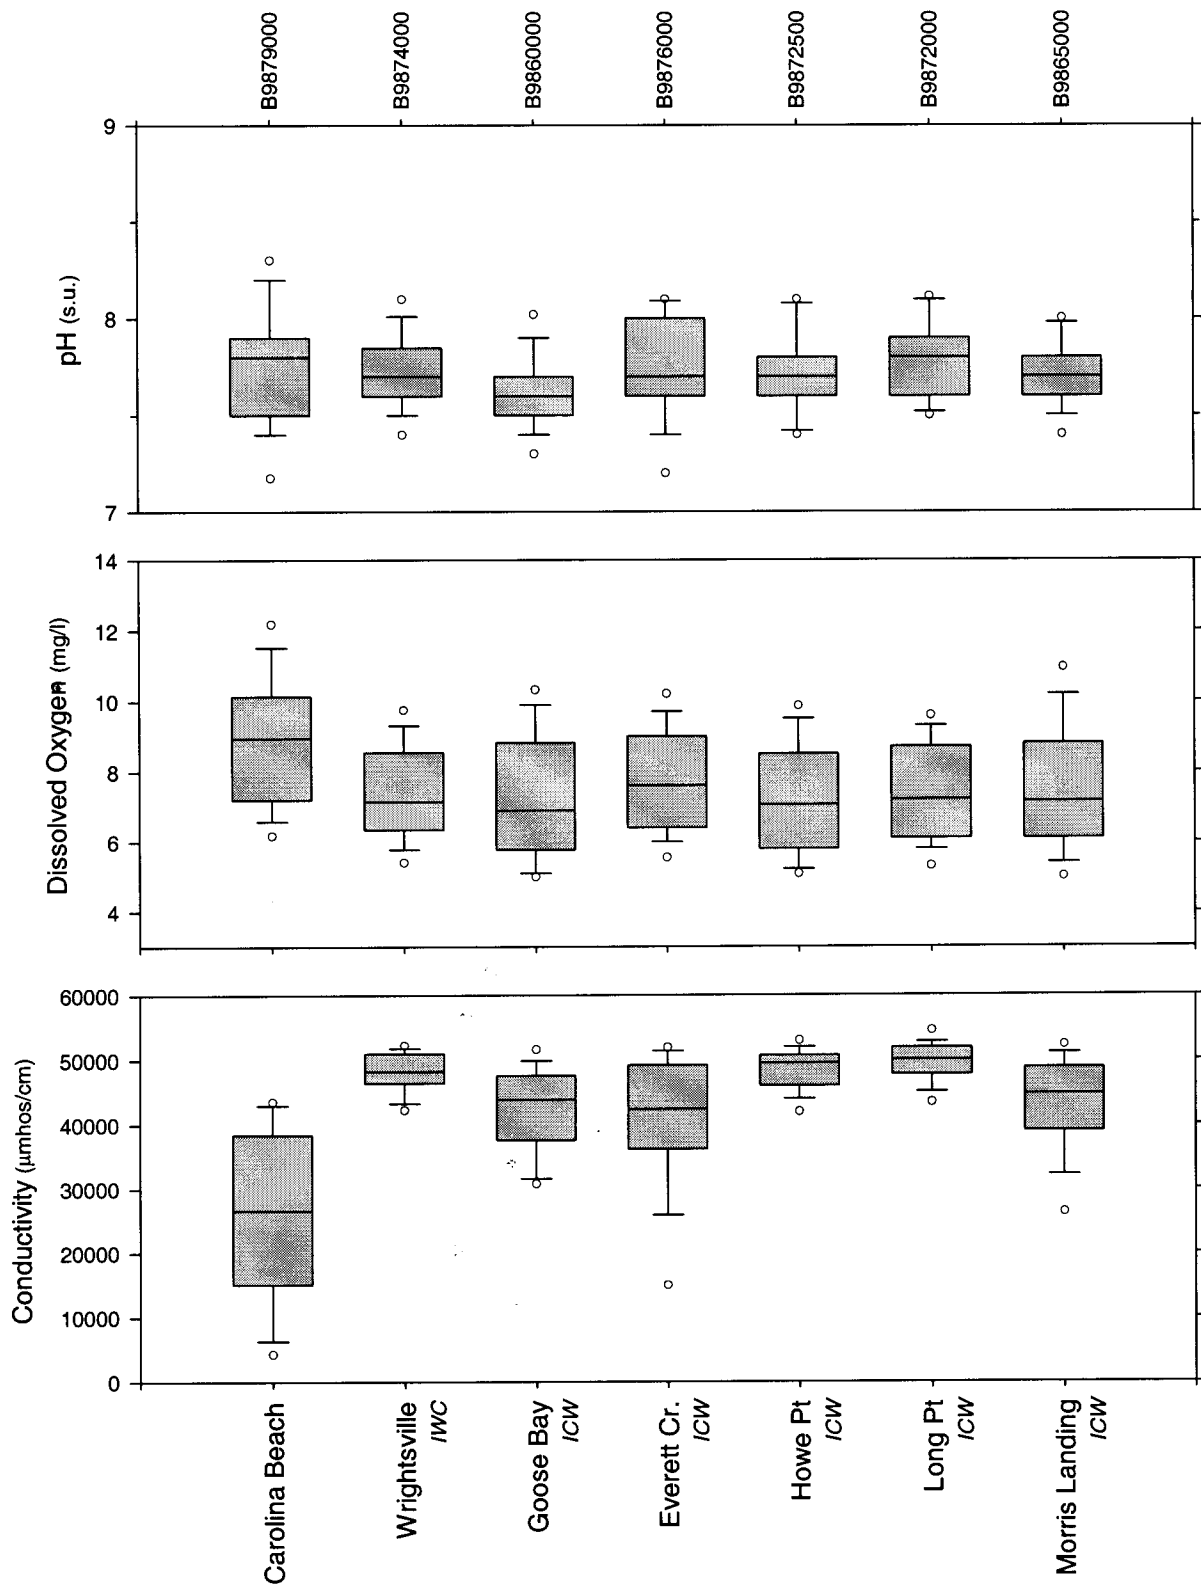 B9879000
B9874000
B9860000
B9876000
B9872500
B9872000
B9865000
pH (s.u.)
9
8
7
Dissolved Oxygen (mg/l)
14
12
10
8
6
4
Conductivity (µmhos/cm)
60000
50000
40000
30000
20000
10000
0
Carolina Beach
Wrightsville
IWC
Goose Bay
ICW
Everett Cr.
ICW
Howe Pt
ICW
Long Pt
ICW
Morris Landing
ICW